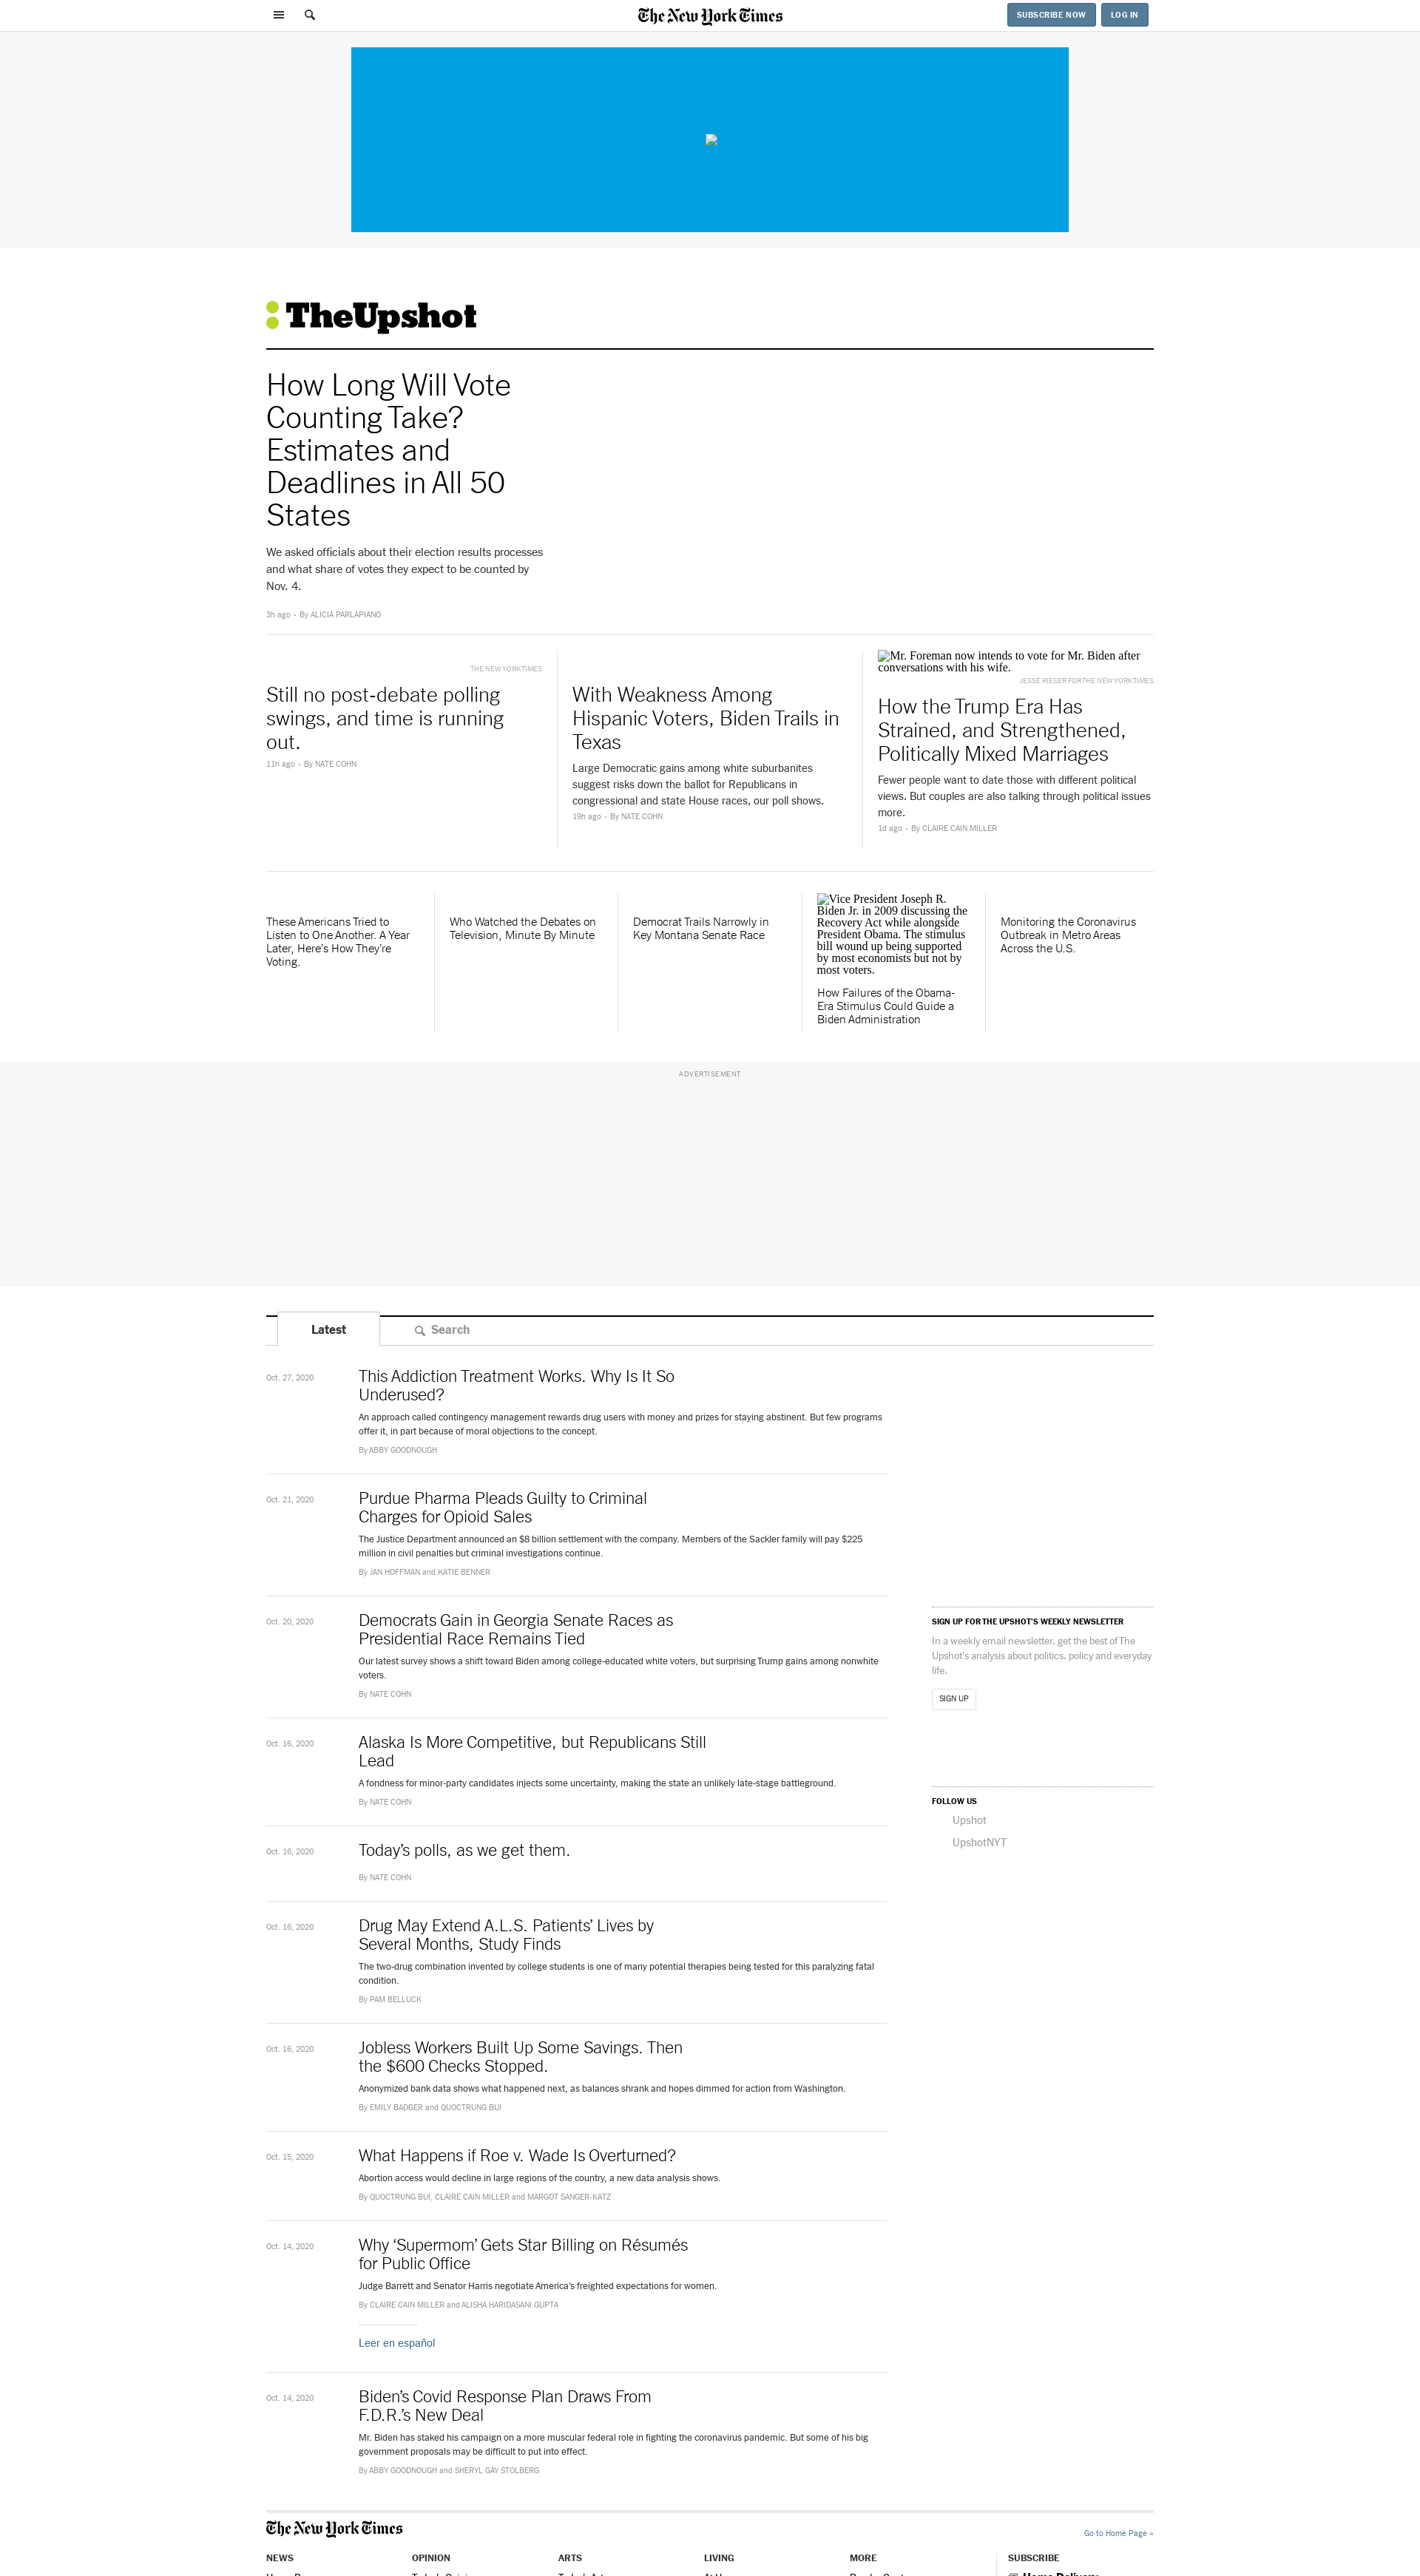 The New York Times
SUBSCRIBE NOW
LOG IN
TheUpshot
How Long Will Vote
Counting Take?
Estimates and
Deadlines in All 50
States
We asked officials about their election results processes
and what share of votes they expect to be counted by
Nov. 4.
3h ago • By ALICIA PARLAPIANO
THE NEW YORK TIMES
Still no post-debate polling
swings, and time is running
out.
11h ago • By NATE COHN
With Weakness Among
Hispanic Voters, Biden Trails in
Texas
Large Democratic gains among white suburbanites
suggest risks down the ballot for Republicans in
congressional and state House races, our poll shows.
19h ago • By NATE COHN
Mr. Foreman now intends to vote for Mr. Biden after
conversations with his wife.
JESSE RIESER FOR THE NEW YORK TIMES
How the Trump Era Has
Strained, and Strengthened,
Politically Mixed Marriages
Fewer people want to date those with different political
views. But couples are also talking through political issues
more.
1d ago • By CLAIRE CAIN MILLER
These Americans Tried to
Listen to One Another. A Year
Later, Here’s How They’re
Voting.
Who Watched the Debates on
Television, Minute By Minute
Democrat Trails Narrowly in
Key Montana Senate Race
Vice President Joseph R.
Biden Jr. in 2009 discussing the
Recovery Act while alongside
President Obama. The stimulus
bill wound up being supported
by most economists but not by
most voters.
How Failures of the Obama-
Era Stimulus Could Guide a
Biden Administration
Monitoring the Coronavirus
Outbreak in Metro Areas
Across the U.S.
ADVERTISEMENT
Latest
Search
Oct. 27, 2020
This Addiction Treatment Works. Why Is It So
Underused?
An approach called contingency management rewards drug users with money and prizes for staying abstinent. But few programs
offer it, in part because of moral objections to the concept.
By ABBY GOODNOUGH
Oct. 21, 2020
Purdue Pharma Pleads Guilty to Criminal
Charges for Opioid Sales
The Justice Department announced an $8 billion settlement with the company. Members of the Sackler family will pay $225
million in civil penalties but criminal investigations continue.
By JAN HOFFMAN and KATIE BENNER
Oct. 20, 2020
Democrats Gain in Georgia Senate Races as
Presidential Race Remains Tied
Our latest survey shows a shift toward Biden among college-educated white voters, but surprising Trump gains among nonwhite
voters.
By NATE COHN
Oct. 16, 2020
Alaska Is More Competitive, but Republicans Still
Lead
A fondness for minor-party candidates injects some uncertainty, making the state an unlikely late-stage battleground.
By NATE COHN
Oct. 16, 2020
Today’s polls, as we get them.
By NATE COHN
Oct. 16, 2020
Drug May Extend A.L.S. Patients’ Lives by
Several Months, Study Finds
The two-drug combination invented by college students is one of many potential therapies being tested for this paralyzing fatal
condition.
By PAM BELLUCK
Oct. 16, 2020
Jobless Workers Built Up Some Savings. Then
the $600 Checks Stopped.
Anonymized bank data shows what happened next, as balances shrank and hopes dimmed for action from Washington.
By EMILY BADGER and QUOCTRUNG BUI
Oct. 15, 2020
What Happens if Roe v. Wade Is Overturned?
Abortion access would decline in large regions of the country, a new data analysis shows.
By QUOCTRUNG BUI, CLAIRE CAIN MILLER and MARGOT SANGER-KATZ
Oct. 14, 2020
Why ‘Supermom’ Gets Star Billing on Résumés
for Public Office
Judge Barrett and Senator Harris negotiate America’s freighted expectations for women.
By CLAIRE CAIN MILLER and ALISHA HARIDASANI GUPTA
Leer en español
Oct. 14, 2020
Biden’s Covid Response Plan Draws From
F.D.R.’s New Deal
Mr. Biden has staked his campaign on a more muscular federal role in fighting the coronavirus pandemic. But some of his big
government proposals may be difficult to put into effect.
By ABBY GOODNOUGH and SHERYL GAY STOLBERG
SIGN UP FOR THE UPSHOT’S WEEKLY NEWSLETTER
In a weekly email newsletter, get the best of The
Upshot’s analysis about politics, policy and everyday
life.
SIGN UP
FOLLOW US
Upshot
UpshotNYT
The New York Times
Go to Home Page »
NEWS
OPINION
ARTS
LIVING
MORE
SUBSCRIBE